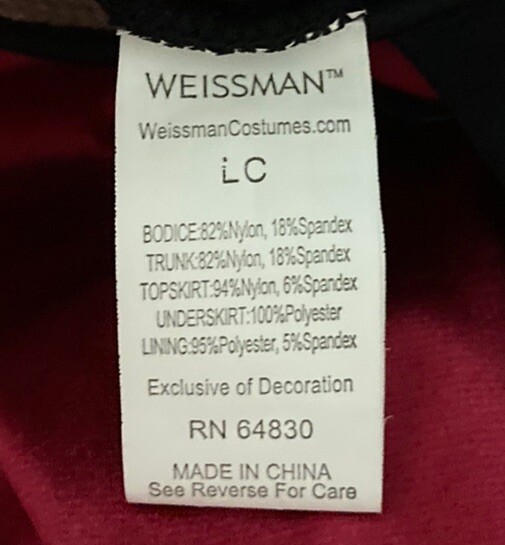 WEISSMAN™
WeissmanCostumes.com
LC
BODICE:82%Nylon, 18%Spandex
TRUNK:82%Nylon, 18%Spandex
TOPSKIRT:94%Nylon, 6%Spandex
UNDERSKIRT:100%Polyester
LINING:95%Polyester, 5%Spandex
Exclusive of Decoration
RN 64830
MADE IN CHINA
See Reverse For Care